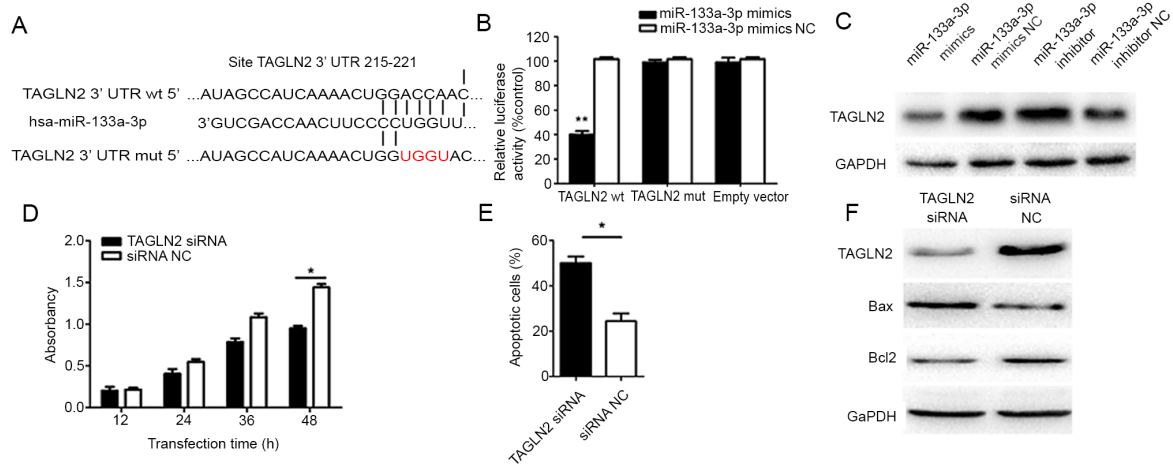 A
Site TAGLN2 3' UTR 215-221
TAGLN2 3' UTR wt 5' ...AUAGCCAUCAAAACUGGACCAAC...
hsa-miR-133a-3p 3'GUCGACCAACUUCCCCUGGUU...
TAGLN2 3' UTR mut 5' ...AUAGCCAUCAAAACUGGUGGUAC...
B
miR-133a-3p mimics
miR-133a-3p mimics NC
Relative luciferase
activity (%control)
120
100
80
60
40
20
0
**
TAGLN2 wt TAGLN2 mut Empty vector
C
miR-133a-3p
mimics
miR-133a-3p
mimics NC
miR-133a-3p
inhibitor
miR-133a-3p
inhibitor NC
TAGLN2
GAPDH
D
TAGLN2 siRNA
siRNA NC
Absorbancy
2.0
1.5
1.0
0.5
0.0
*
12 24 36 48
Transfection time (h)
E
Apoptotic cells (%)
60
40
20
0
*
TAGLN2 siRNA
siRNA NC
F
TAGLN2
siRNA
siRNA
NC
TAGLN2
Bax
Bcl2
GaPDH